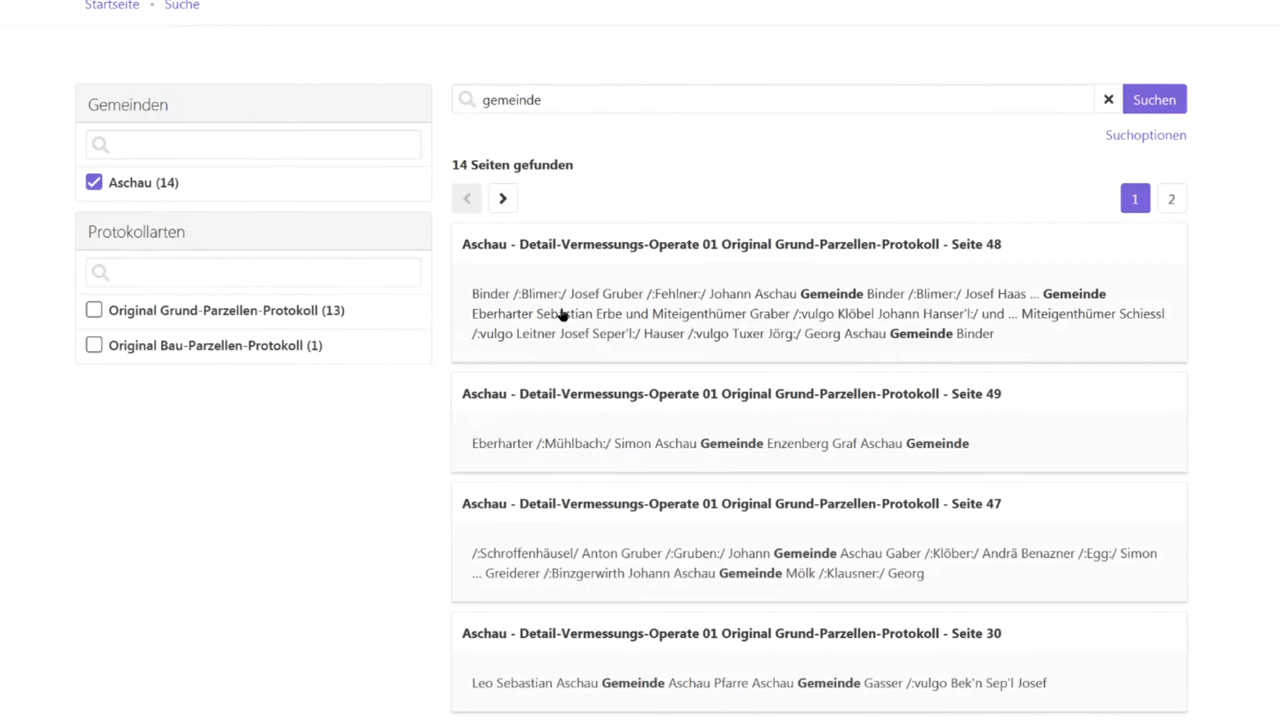 Startseite • Suche
Gemeinden
Aschau (14)
Protokollarten
Original Grund-Parzellen-Protokoll (13)
Original Bau-Parzellen-Protokoll (1)
gemeinde
Suchen
Suchoptionen
14 Seiten gefunden
1 2
Aschau - Detail-Vermessungs-Operate 01 Original Grund-Parzellen-Protokoll - Seite 48
Binder /:Blimer:/ Josef Gruber /:Fehlner:/ Johann Aschau Gemeinde Binder /:Blimer:/ Josef Haas ... Gemeinde
Eberharter Sebastian Erbe und Miteigenthümer Graber /:vulgo Klöbel Johann Hanser'l:/ und ... Miteigenthümer Schiessl
/:vulgo Leitner Josef Seper'l:/ Hauser /:vulgo Tuxer Jörg:/ Georg Aschau Gemeinde Binder
Aschau - Detail-Vermessungs-Operate 01 Original Grund-Parzellen-Protokoll - Seite 49
Eberharter /:Mühlbach:/ Simon Aschau Gemeinde Enzenberg Graf Aschau Gemeinde
Aschau - Detail-Vermessungs-Operate 01 Original Grund-Parzellen-Protokoll - Seite 47
/:Schroffenhäusel/ Anton Gruber /:Gruben:/ Johann Gemeinde Aschau Gaber /:Klöber:/ Andrä Benazner /:Egg:/ Simon
... Greiderer /:Binzgerwirth Johann Aschau Gemeinde Mölk /:Klausner:/ Georg
Aschau - Detail-Vermessungs-Operate 01 Original Grund-Parzellen-Protokoll - Seite 30
Leo Sebastian Aschau Gemeinde Aschau Pfarre Aschau Gemeinde Gasser /:vulgo Bek'n Sep'l Josef